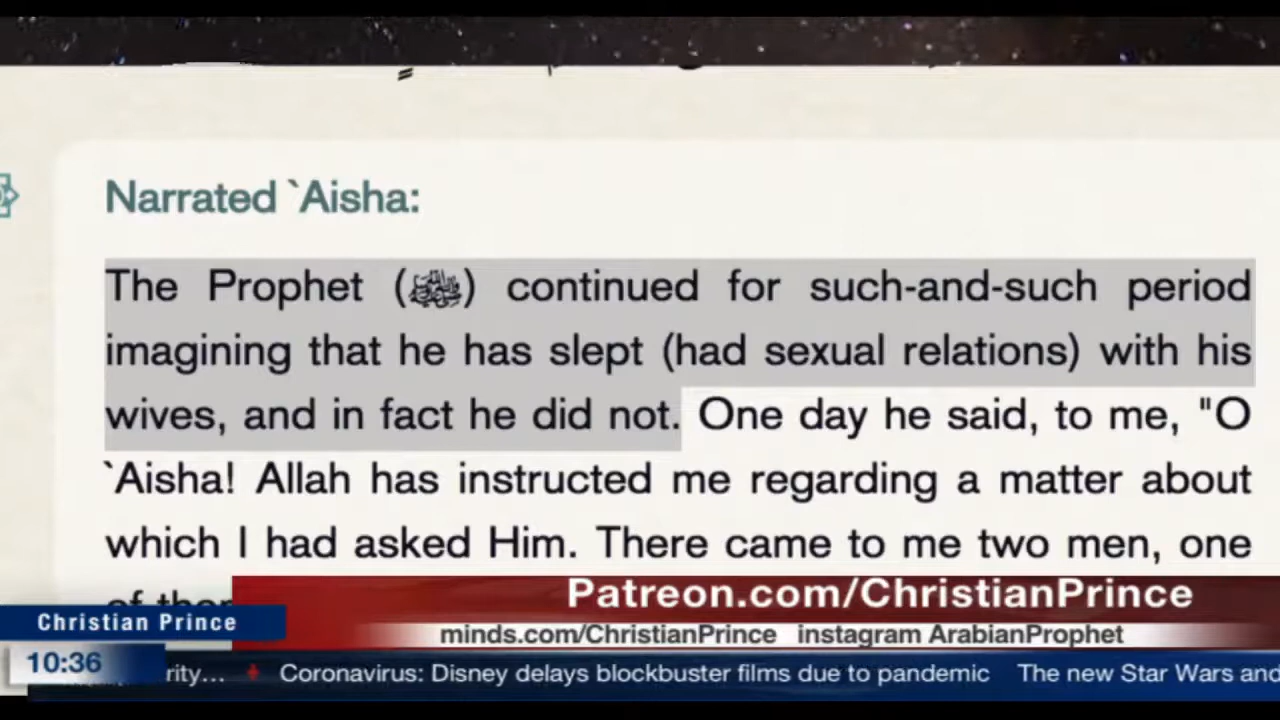 Narrated `Aisha:
The Prophet (ﷺ) continued for such-and-such period
imagining that he has slept (had sexual relations) with his
wives, and in fact he did not. One day he said, to me, "O
`Aisha! Allah has instructed me regarding a matter about
which I had asked Him. There came to me two men, one
of
Patreon.com/ChristianPrince
Christian Prince
minds.com/ChristianPrince instagram ArabianProphet
10:36
rity... Coronavirus: Disney delays blockbuster films due to pandemic The new Star Wars and